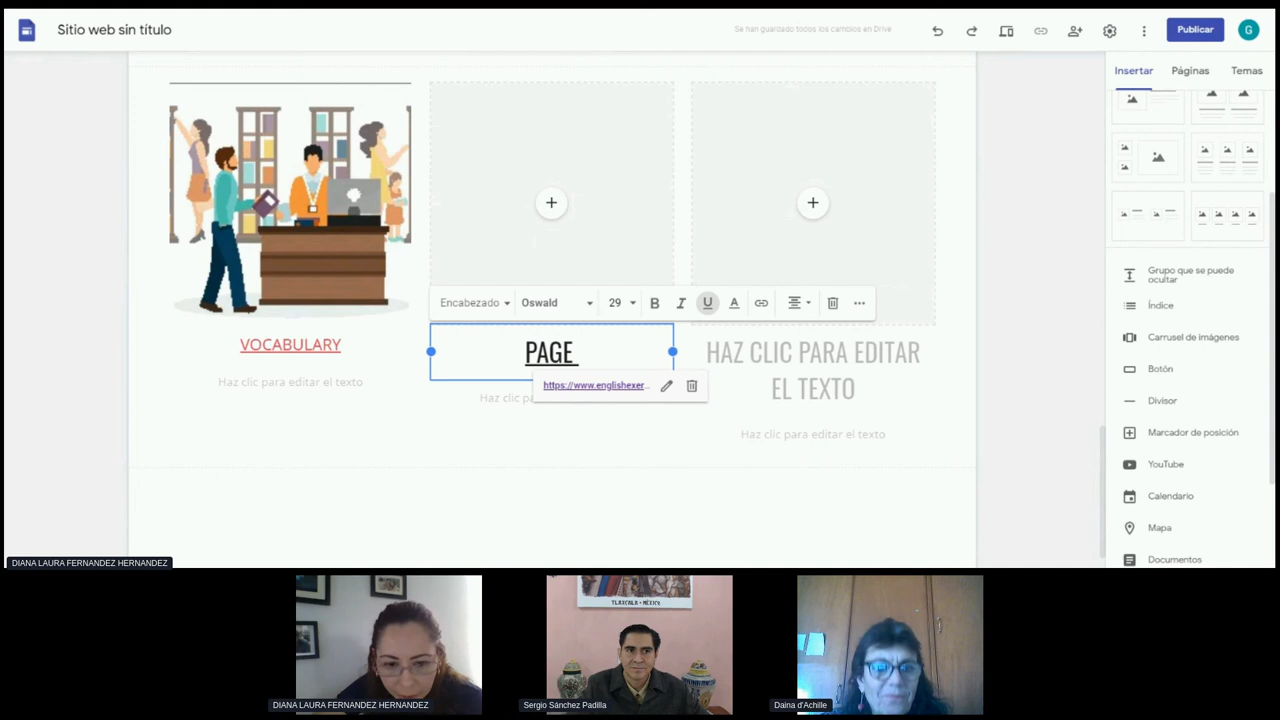 Sitio web sin título
Se han guardado todos los cambios en Drive
Publicar
G
Insertar
Páginas
Temas
Encabezado
Oswald
29
B
I
U
A
VOCABULARY
Haz clic para editar el texto
PAGE
https://www.englishexer...
Haz clic pa
HAZ CLIC PARA EDITAR
EL TEXTO
Haz clic para editar el texto
Grupo que se puede
ocultar
Índice
Carrusel de imágenes
Botón
Divisor
Marcador de posición
YouTube
Calendario
Mapa
Documentos
DIANA LAURA FERNANDEZ HERNANDEZ
TLAXCALA • MÉXICO
DIANA LAURA FERNANDEZ HERNANDEZ
Sergio Sánchez Padilla
Daina d'Achille